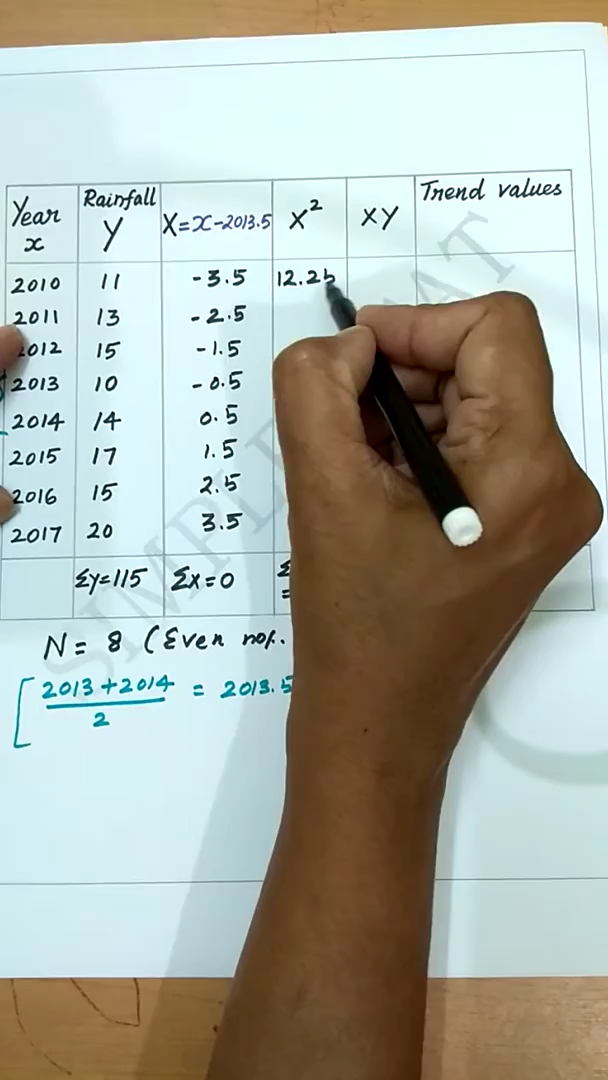 Year x Rainfall Y X=x-2013.5 X² XY Trend values
2010 11 -3.5 12.25
2011 13 -2.5
2012 15 -1.5
2013 10 -0.5
2014 14 0.5
2015 17 1.5
2016 15 2.5
2017 20 3.5
Σy=115 Σx=0
N = 8 (Even no.
[ 2013+2014 / 2 = 2013.5